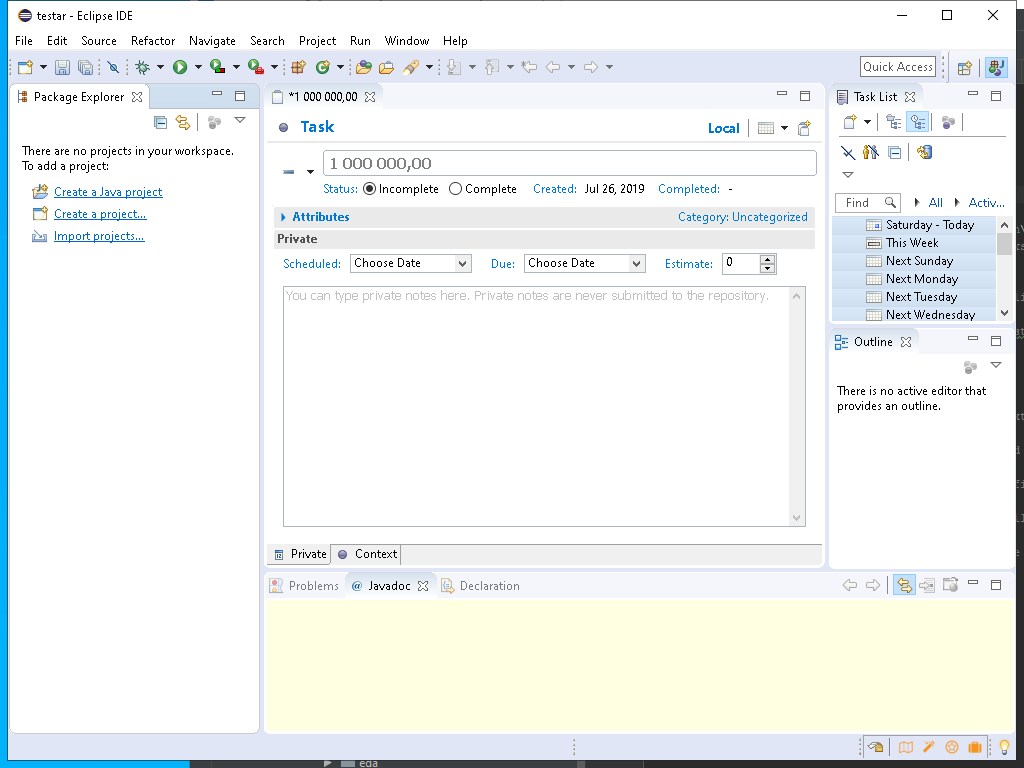 testar - Eclipse IDE
File Edit Source Refactor Navigate Search Project Run Window Help
Quick Access
Package Explorer
There are no projects in your workspace.
To add a project:
Create a Java project
Create a project...
Import projects...
*1 000 000,00
Task
Local
1 000 000,00
Status: Incomplete Complete Created: Jul 26, 2019 Completed: -
Attributes Category: Uncategorized
Private
Scheduled: Choose Date Due: Choose Date Estimate: 0
You can type private notes here. Private notes are never submitted to the repository.
Private Context
Problems @ Javadoc Declaration
Task List
Find All Activ...
Saturday - Today
This Week
Next Sunday
Next Monday
Next Tuesday
Next Wednesday
Outline
There is no active editor that
provides an outline.
eda